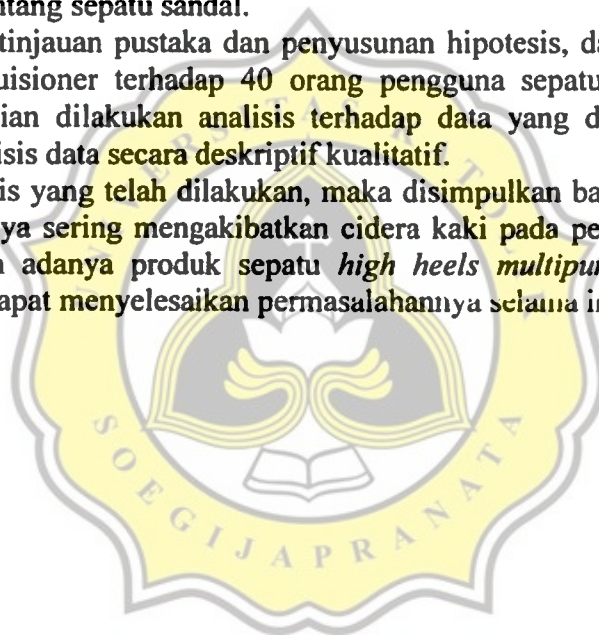 ntang sepatu sandal.
tinjauan pustaka dan penyusunan hipotesis, da
uisioner terhadap 40 orang pengguna sepatu
ian dilakukan analisis terhadap data yang d
isis data secara deskriptif kualitatif.
is yang telah dilakukan, maka disimpulkan ba
ya sering mengakibatkan cidera kaki pada pe
adanya produk sepatu high heels multipur
apat menyelesaikan permasalahannya selama in
SOEGIJAPRANATA